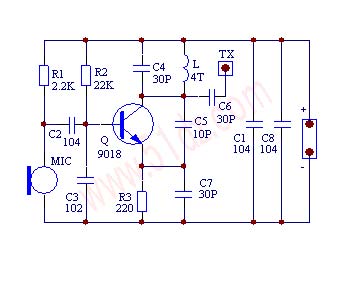 C4
30P
L
4T
TX
R1
2.2K
R2
22K
C6
30P
C2
104
Q
9018
C5
10P
C1
104
C8
104
+
-
MIC
C3
102
R3
220
C7
30P